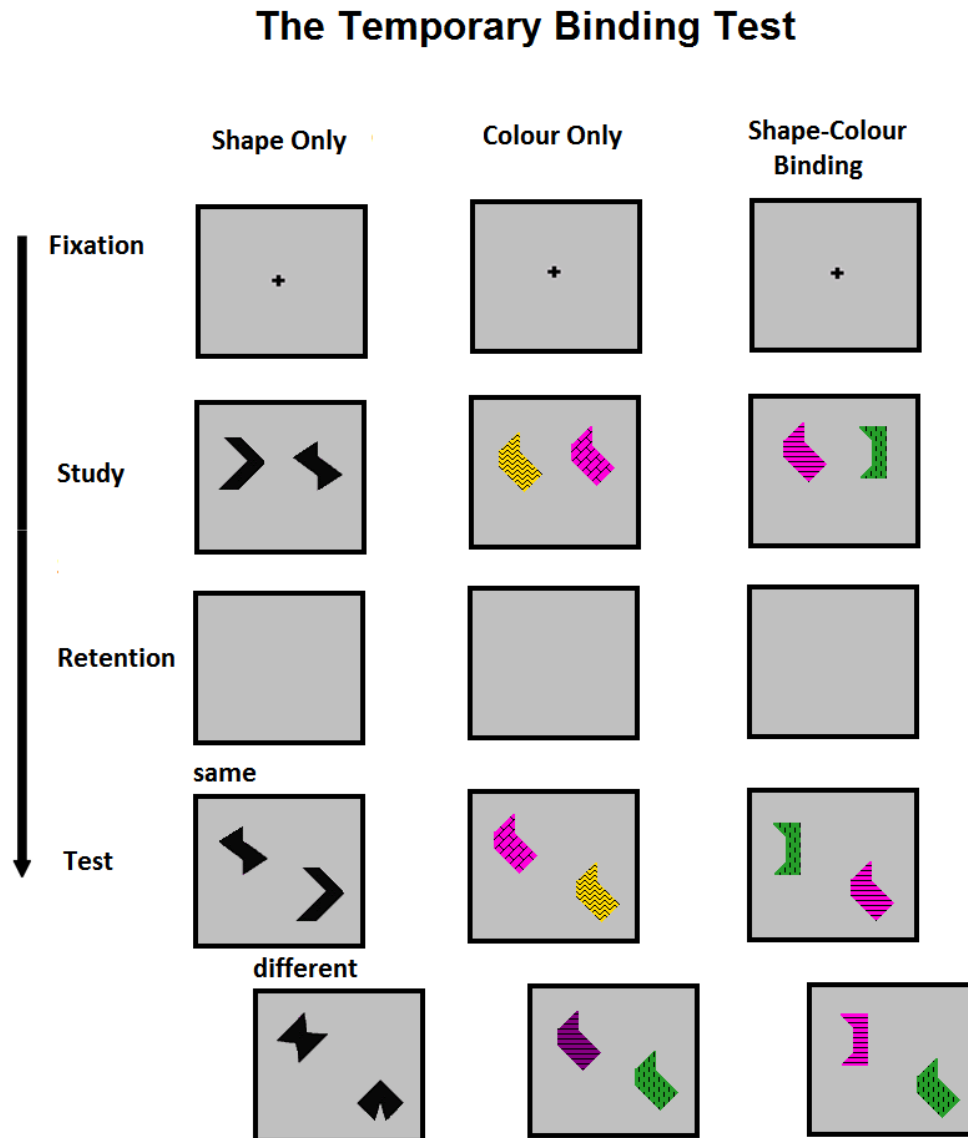 The Temporary Binding Test
Shape Only
Colour Only
Shape-Colour
Binding
Fixation
Study
Retention
same
Test
different